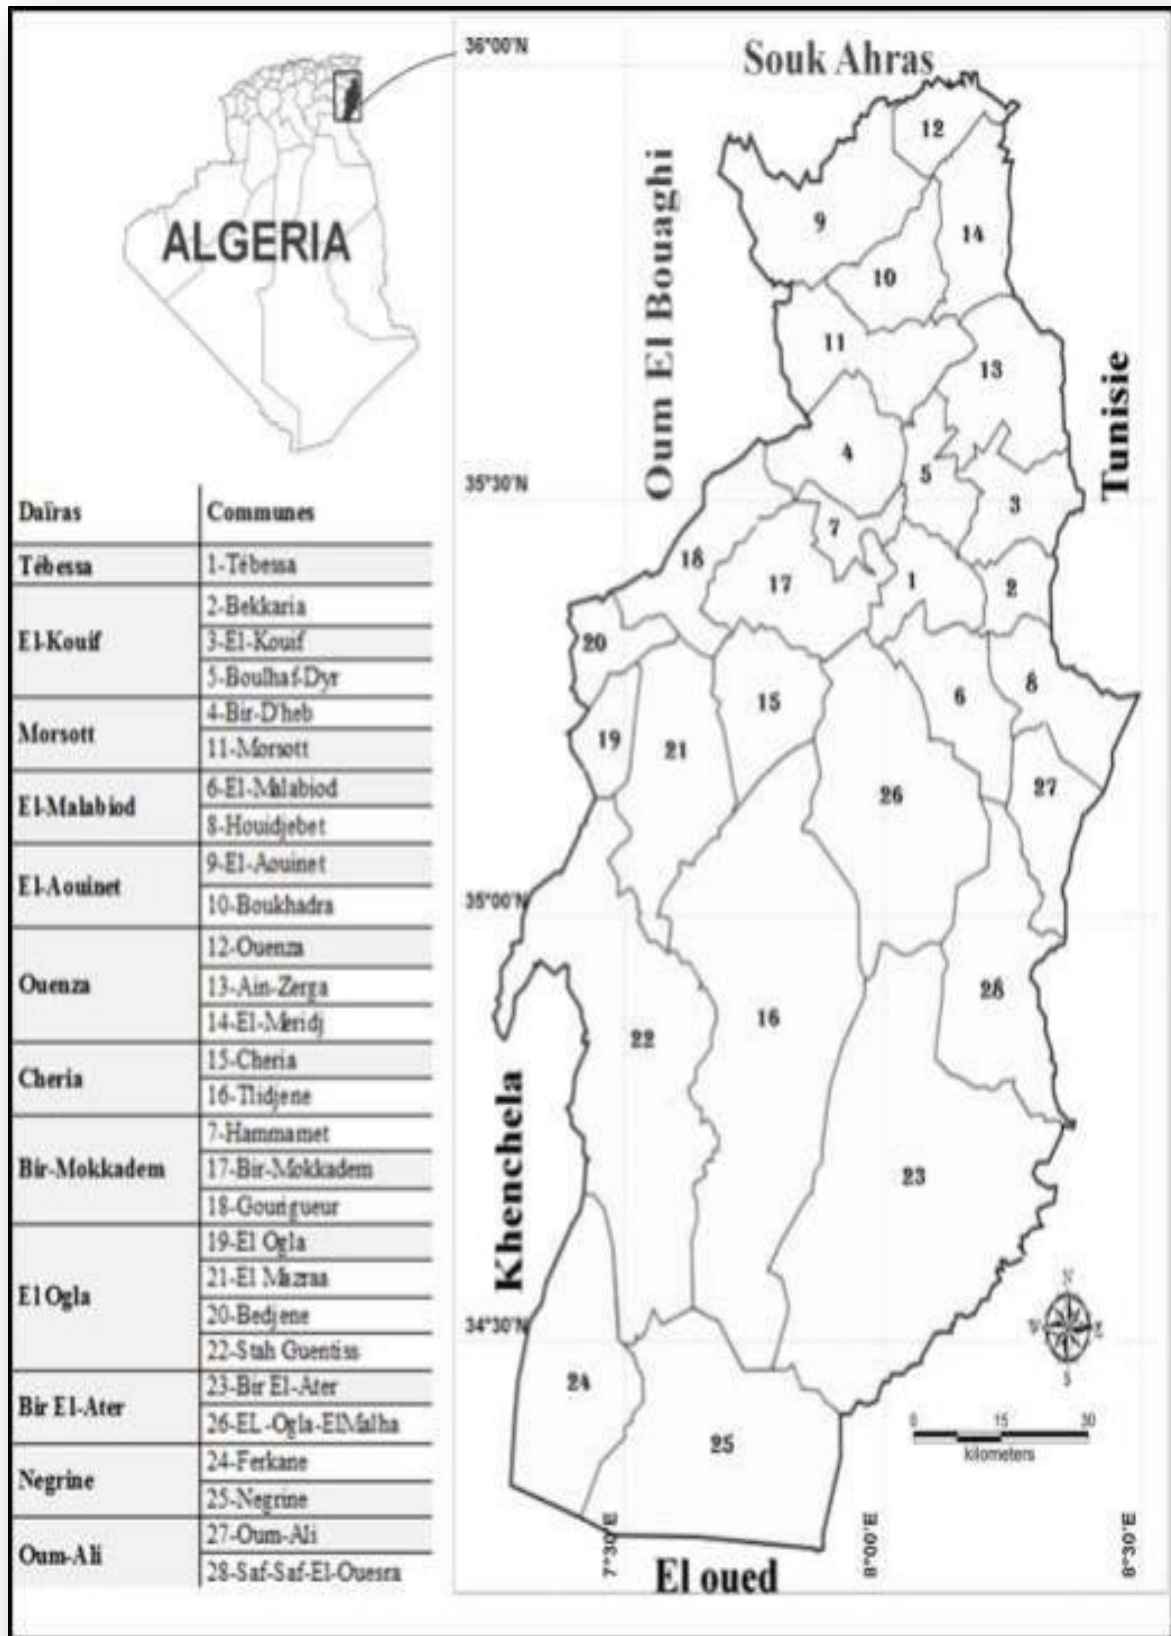 ALGERIA
Daïras Communes
Tébessa 1-Tébessa
El-Kouif 2-Bekkaria
3-El-Kouif
5-Boulhaf-Dyr
Morsott 4-Bir-D'heb
11-Morsott
El-Malabiod 6-El-Malabiod
8-Houidjebet
El-Aouinet 9-El-Aouinet
10-Boukhadra
Ouenza 12-Ouenza
13-Ain-Zerga
14-El-Meridj
Cheria 15-Cheria
16-Tlidjene
Bir-Mokkadem 7-Hammamet
17-Bir-Mokkadem
18-Gourigueur
El Ogla 19-El Ogla
21-El Mazraa
20-Bedjene
22-Stah Guentiss
Bir El-Ater 23-Bir El-Ater
26-EL-Ogla-ElMalha
Negrine 24-Ferkane
25-Negrine
Oum-Ali 27-Oum-Ali
28-Saf-Saf-El-Ouesra
36°00'N
Souk Ahras
Oum El Bouaghi
Tunisie
35°30'N
35°00'N
Khenchela
34°30'N
El oued
7°30'E
8°00'E
8°30'E
12
9
14
10
11
13
4
5
3
7
18
17
1
2
20
15
6
8
19
21
26
27
28
22
16
23
24
25
E
S
0 15 30
kilometers